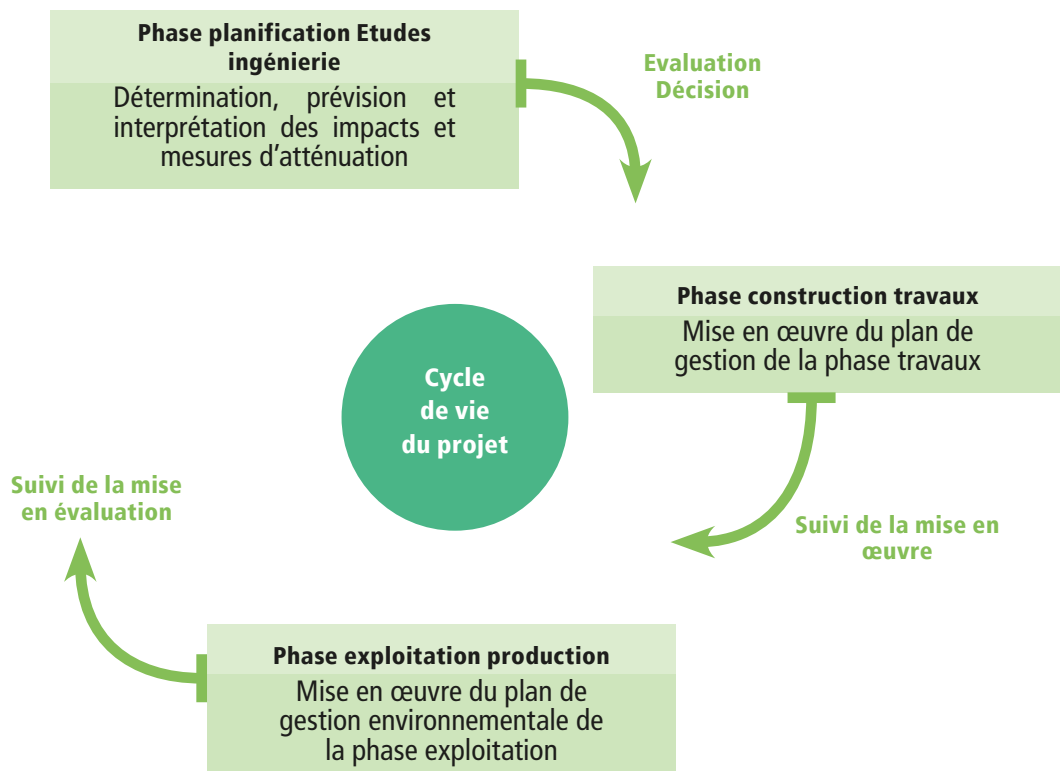 Phase planification Etudes
ingénierie
Détermination, prévision et
interprétation des impacts et
mesures d’atténuation
Evaluation
Décision
Phase construction travaux
Mise en œuvre du plan de
gestion de la phase travaux
Cycle
de vie
du projet
Suivi de la mise en
œuvre
Suivi de la mise
en évaluation
Phase exploitation production
Mise en œuvre du plan de
gestion environnementale de
la phase exploitation